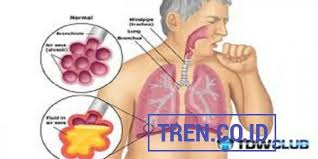 Normal
Bronchiole
Air sacs
(alveoli)
Windpipe
(trachea)
Lung
Bronchus
Fluid in
air sacs
TREN.CO.ID
TDWCLUB